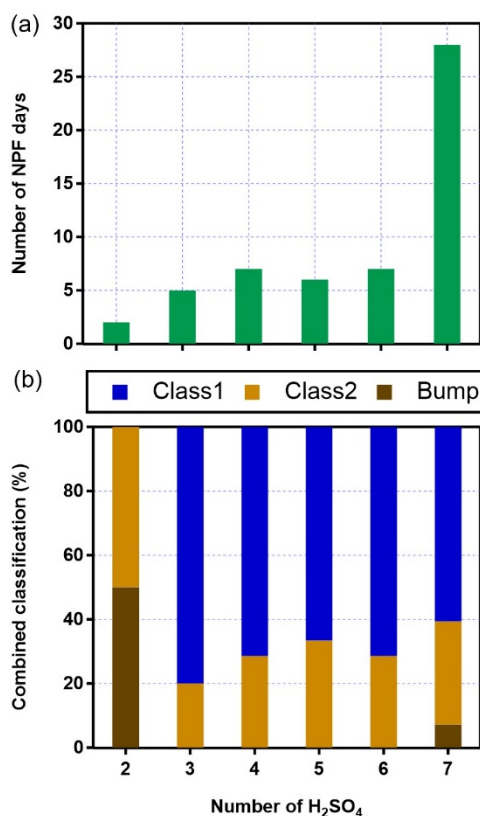 (a)
Number of NPF days
30
25
20
15
10
5
0
(b)
Class1 Class2 Bump
Combined classification (%)
100
80
60
40
20
0
2 3 4 5 6 7
Number of H₂SO₄